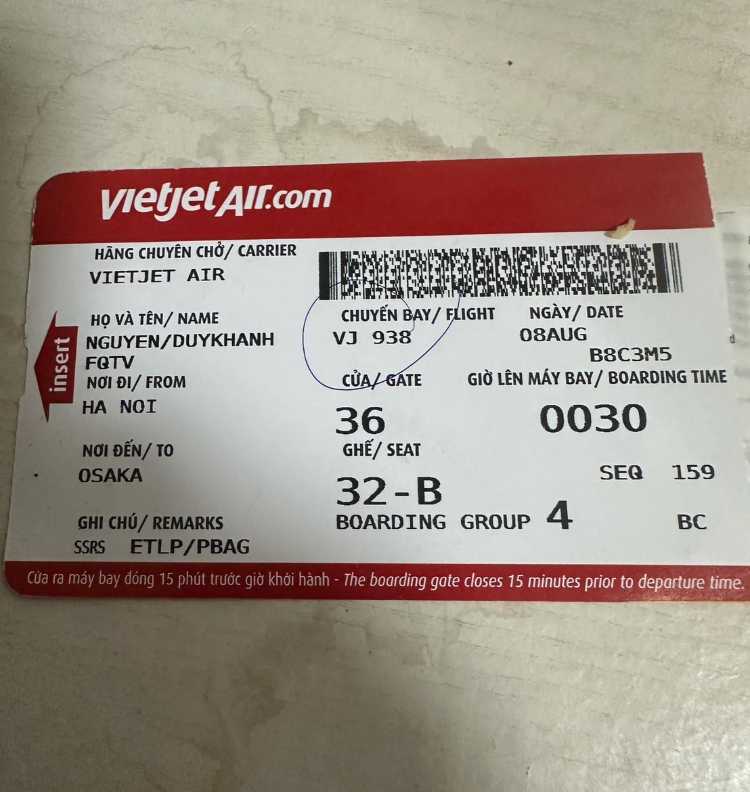 vietjetAir.com
HÃNG CHUYÊN CHỞ/ CARRIER
VIETJET AIR
HỌ VÀ TÊN/ NAME
NGUYEN/DUYKHANH
FQTV
CHUYẾN BAY/ FLIGHT
VJ 938
NGÀY/ DATE
08AUG
B8C3M5
insert
NƠI ĐI/ FROM
HA NOI
CỬA/ GATE
36
GIỜ LÊN MÁY BAY/ BOARDING TIME
0030
NƠI ĐẾN/ TO
OSAKA
GHẾ/ SEAT
32-B
SEQ 159
GHI CHÚ/ REMARKS
SSRS ETLP/PBAG
BOARDING GROUP 4
BC
Cửa ra máy bay đóng 15 phút trước giờ khởi hành - The boarding gate closes 15 minutes prior to departure time.